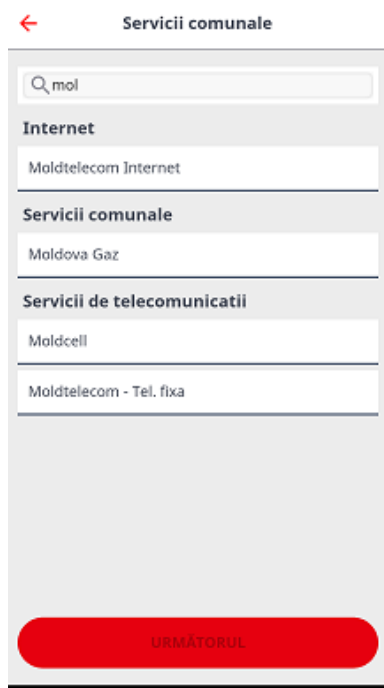 Servicii comunale
mol
Internet
Moldtelecom Internet
Servicii comunale
Moldova Gaz
Servicii de telecomunicatii
Moldcell
Moldtelecom - Tel. fixa
URMĂTORUL